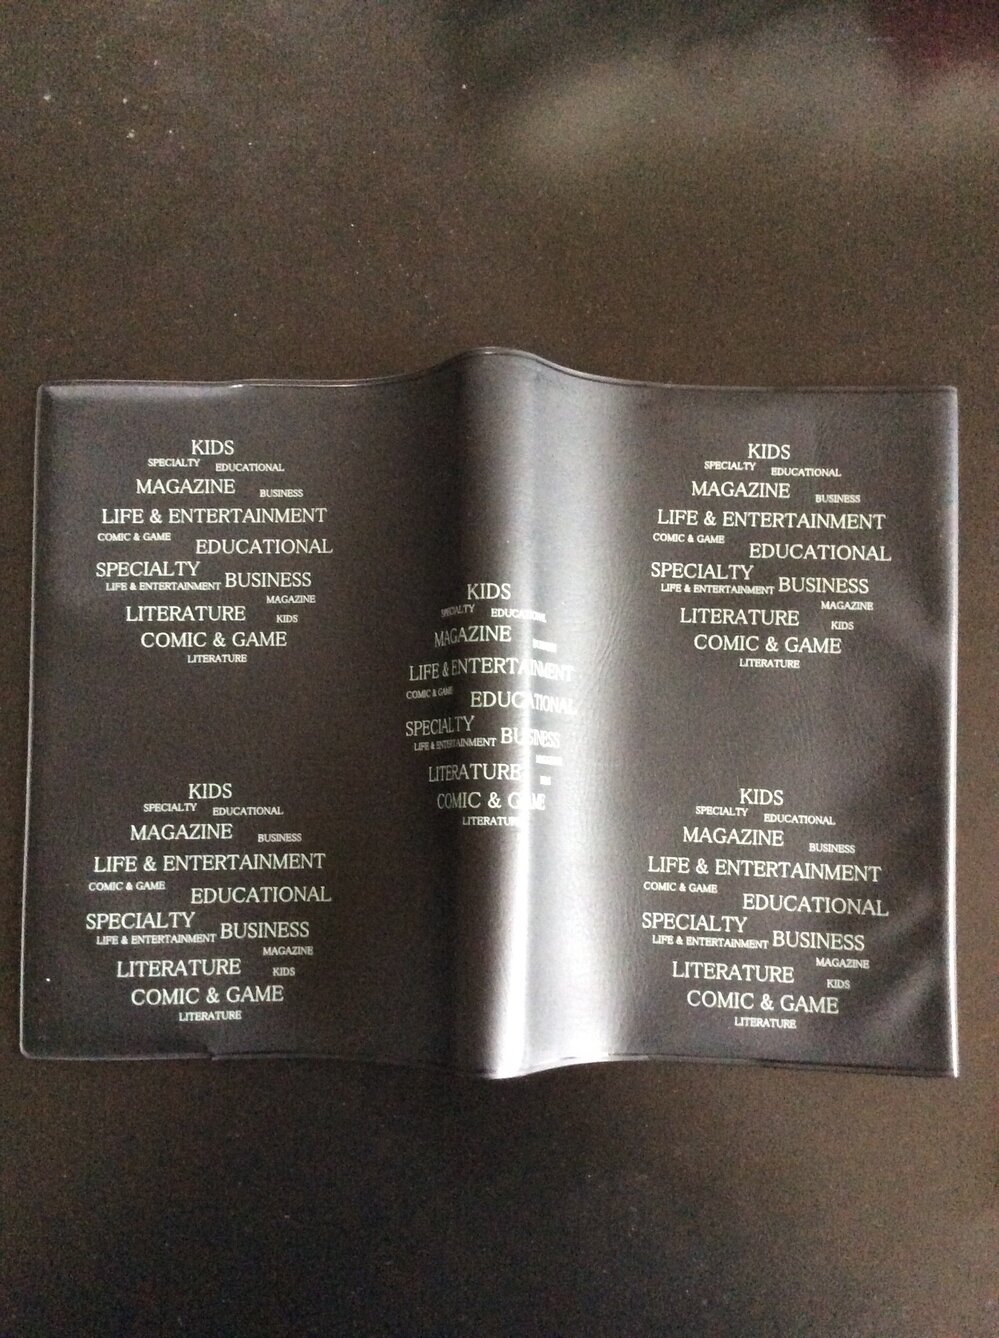 KIDS
SPECIALTY EDUCATIONAL
MAGAZINE BUSINESS
LIFE & ENTERTAINMENT
COMIC & GAME EDUCATIONAL
SPECIALTY
LIFE & ENTERTAINMENT BUSINESS
MAGAZINE
LITERATURE KIDS
COMIC & GAME
LITERATURE
KIDS
SPECIALTY EDUCATIONAL
MAGAZINE BUSINESS
LIFE & ENTERTAINMENT
COMIC & GAME EDUCATIONAL
SPECIALTY
LIFE & ENTERTAINMENT BUSINESS
MAGAZINE
LITERATURE KIDS
COMIC & GAME
LITERATURE
KIDS
SPECIALTY EDUCATIONAL
MAGAZINE
LIFE & ENTERTAINMENT
COMIC & GAME EDUCATIONAL
SPECIALTY
LIFE & ENTERTAINMENT BUSINESS
LITERATURE
COMIC & GAME
LITERATURE
KIDS
SPECIALTY EDUCATIONAL
MAGAZINE BUSINESS
LIFE & ENTERTAINMENT
COMIC & GAME EDUCATIONAL
SPECIALTY
LIFE & ENTERTAINMENT BUSINESS
MAGAZINE
LITERATURE KIDS
COMIC & GAME
LITERATURE
KIDS
SPECIALTY EDUCATIONAL
MAGAZINE BUSINESS
LIFE & ENTERTAINMENT
COMIC & GAME EDUCATIONAL
SPECIALTY
LIFE & ENTERTAINMENT BUSINESS
MAGAZINE
LITERATURE KIDS
COMIC & GAME
LITERATURE